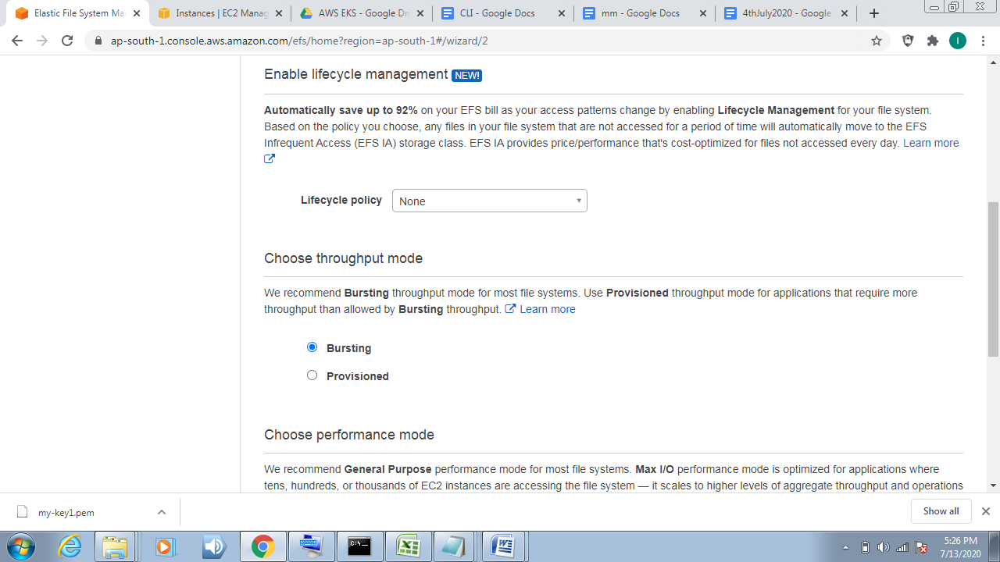 Elastic File System Ma
Instances | EC2 Manag
AWS EKS - Google Dri
CLI - Google Docs
mm - Google Docs
4thJuly2020 - Google
ap-south-1.console.aws.amazon.com/efs/home?region=ap-south-1#/wizard/2
I
Enable lifecycle management NEW!
Automatically save up to 92% on your EFS bill as your access patterns change by enabling Lifecycle Management for your file system.
Based on the policy you choose, any files in your file system that are not accessed for a period of time will automatically move to the EFS
Infrequent Access (EFS IA) storage class. EFS IA provides price/performance that's cost-optimized for files not accessed every day. Learn more
Lifecycle policy None
Choose throughput mode
We recommend Bursting throughput mode for most file systems. Use Provisioned throughput mode for applications that require more
throughput than allowed by Bursting throughput. Learn more
Bursting
Provisioned
Choose performance mode
We recommend General Purpose performance mode for most file systems. Max I/O performance mode is optimized for applications where
tens, hundreds, or thousands of EC2 instances are accessing the file system — it scales to higher levels of aggregate throughput and operations
my-key1.pem
Show all
5:26 PM
7/13/2020